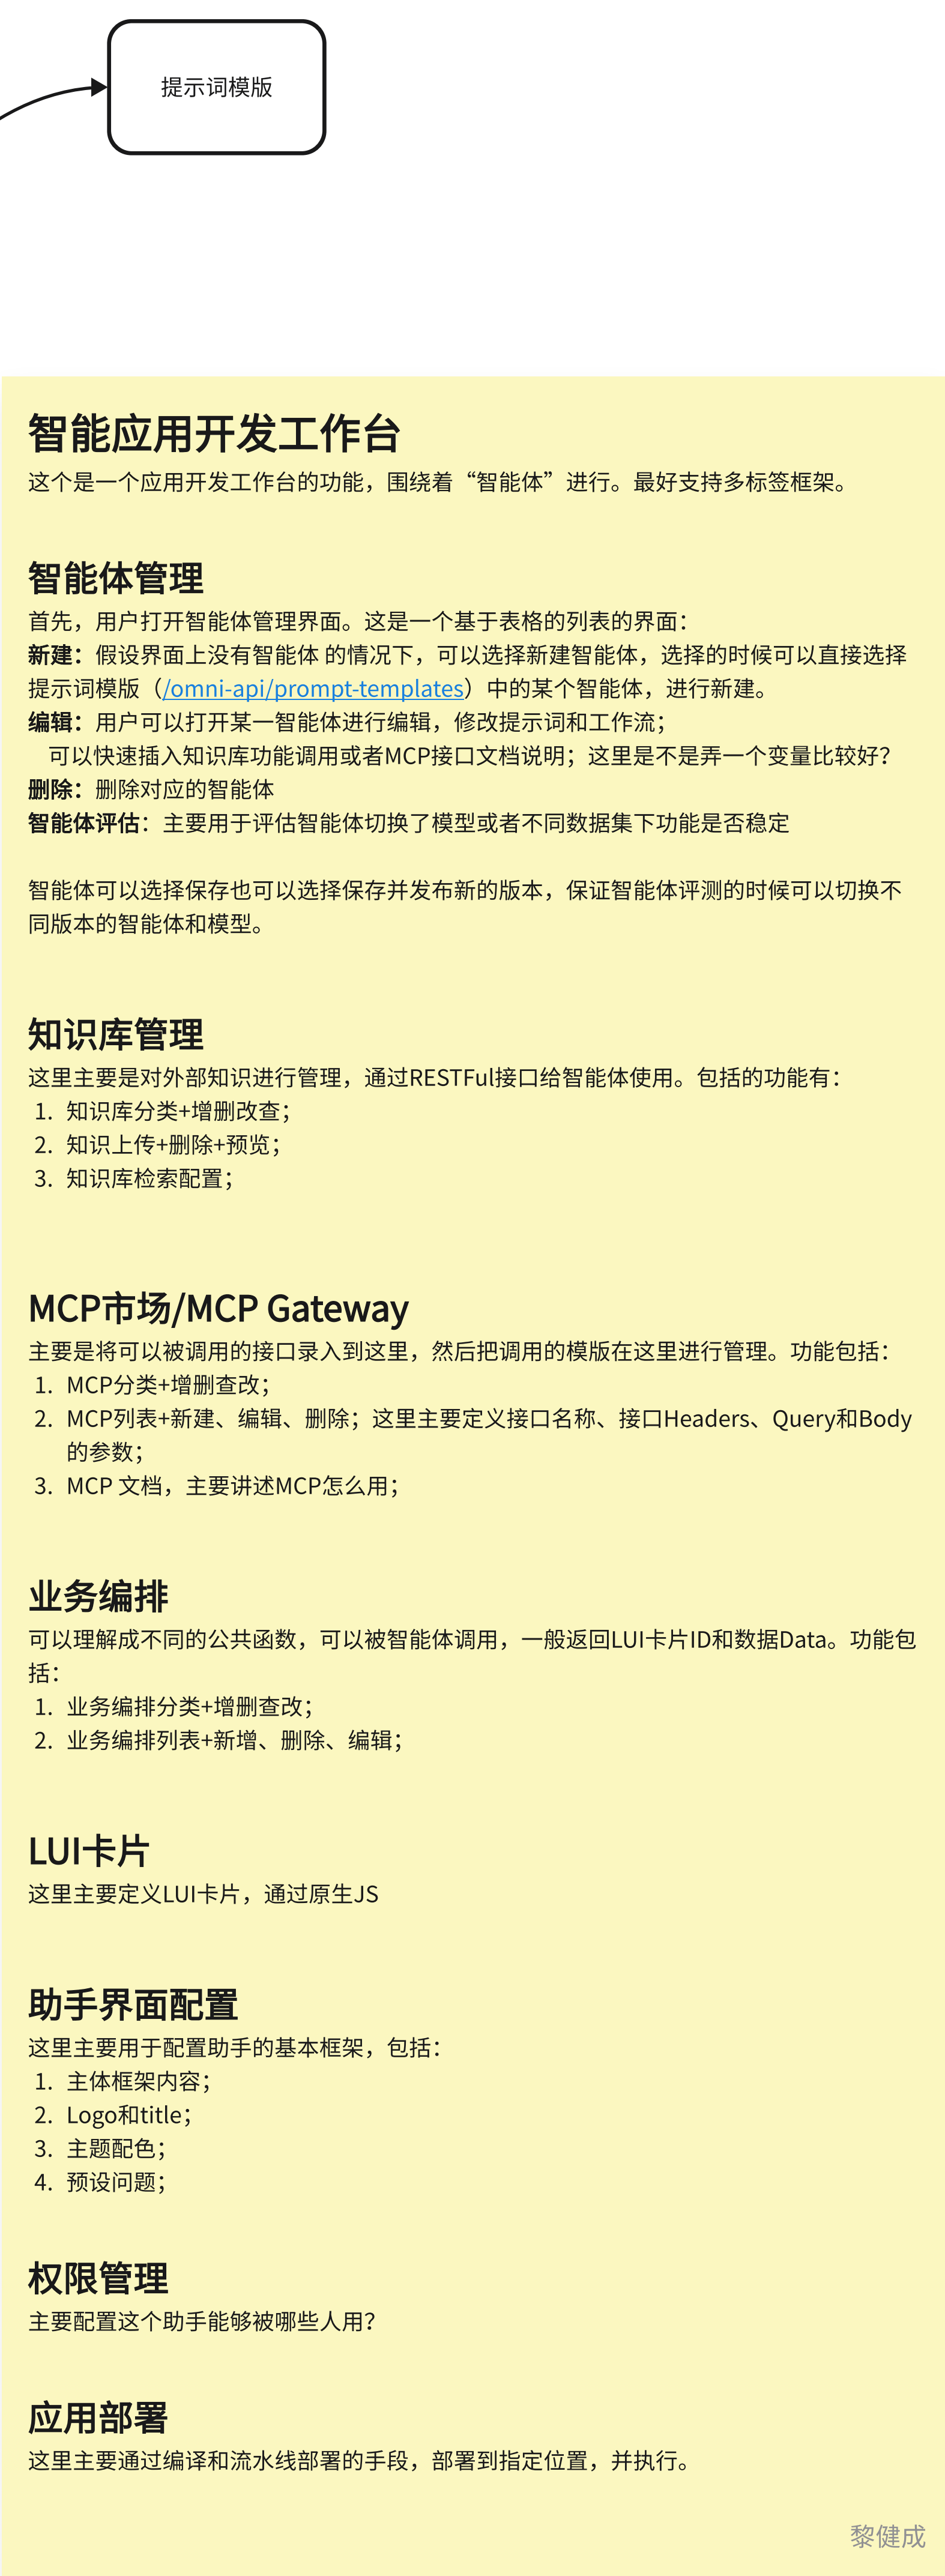 提示词模版
智能应用开发工作台
这个是一个应用开发工作台的功能，围绕着“智能体”进行。最好支持多标签框架。
智能体管理
首先，用户打开智能体管理界面。这是一个基于表格的列表的界面：
新建：假设界面上没有智能体 的情况下，可以选择新建智能体，选择的时候可以直接选择
提示词模版（/omni-api/prompt-templates）中的某个智能体，进行新建。
编辑：用户可以打开某一智能体进行编辑，修改提示词和工作流；
可以快速插入知识库功能调用或者MCP接口文档说明；这里是不是弄一个变量比较好？
删除：删除对应的智能体
智能体评估：主要用于评估智能体切换了模型或者不同数据集下功能是否稳定
智能体可以选择保存也可以选择保存并发布新的版本，保证智能体评测的时候可以切换不
同版本的智能体和模型。
知识库管理
这里主要是对外部知识进行管理，通过RESTFul接口给智能体使用。包括的功能有：
1. 知识库分类+增删改查；
2. 知识上传+删除+预览；
3. 知识库检索配置；
MCP市场/MCP Gateway
主要是将可以被调用的接口录入到这里，然后把调用的模版在这里进行管理。功能包括：
1. MCP分类+增删查改；
2. MCP列表+新建、编辑、删除；这里主要定义接口名称、接口Headers、Query和Body
的参数；
3. MCP 文档，主要讲述MCP怎么用；
业务编排
可以理解成不同的公共函数，可以被智能体调用，一般返回LUI卡片ID和数据Data。功能包
括：
1. 业务编排分类+增删查改；
2. 业务编排列表+新增、删除、编辑；
LUI卡片
这里主要定义LUI卡片，通过原生JS
助手界面配置
这里主要用于配置助手的基本框架，包括：
1. 主体框架内容；
2. Logo和title；
3. 主题配色；
4. 预设问题；
权限管理
主要配置这个助手能够被哪些人用？
应用部署
这里主要通过编译和流水线部署的手段，部署到指定位置，并执行。
黎健成